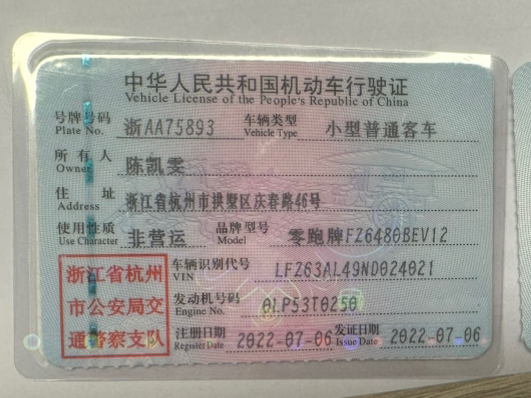 中华人民共和国机动车行驶证
Vehicle License of the People's Republic of China
号牌号码 浙AA75893 车辆类型 小型普通客车
Plate No. Vehicle Type
所有人 陈凯雯
Owner
住址 浙江省杭州市拱墅区庆春路46号
Address
使用性质 非营运 品牌型号 零跑牌FZ6480BEV12
Use Character Model
浙江省杭州 车辆识别代号 LFZ63AL49ND024021
VIN
市公安局交 发动机号码 0LP53T0250
Engine No.
通警察支队 注册日期 2022-07-06 发证日期 2022-07-06
Register Date Issue Date